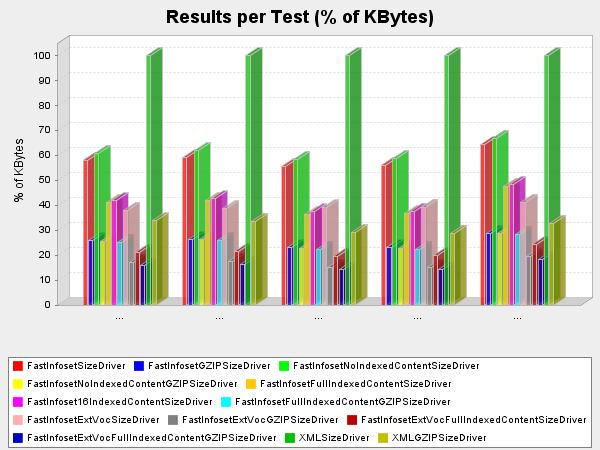 Results per Test (% of KBytes)
% of KBytes
100
90
80
70
60
50
40
30
20
10
0
... ... ... ... ...
FastInfosetSizeDriver FastInfosetGZIPSizeDriver FastInfosetNoIndexedContentSizeDriver
FastInfosetNoIndexedContentGZIPSizeDriver FastInfosetFullIndexedContentSizeDriver
FastInfoset16IndexedContentSizeDriver FastInfosetFullIndexedContentGZIPSizeDriver
FastInfosetExtVocSizeDriver FastInfosetExtVocGZIPSizeDriver FastInfosetExtVocFullIndexedContentSizeDriver
FastInfosetExtVocFullIndexedContentGZIPSizeDriver XMLSizeDriver XMLGZIPSizeDriver